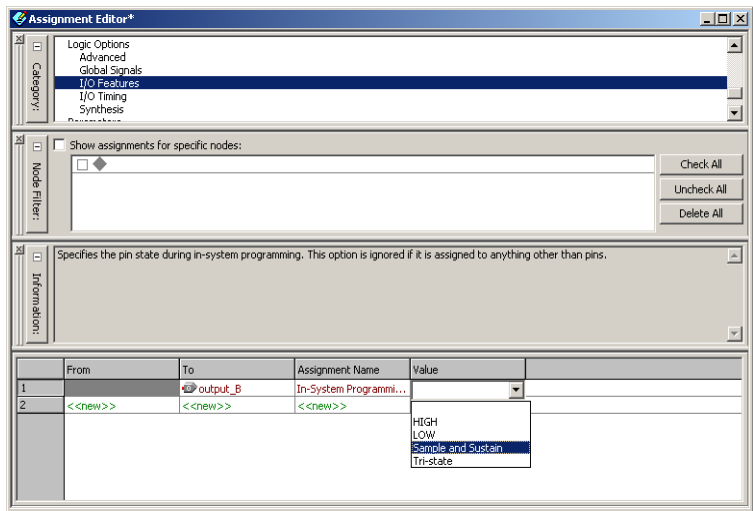 Assignment Editor*
Category:
Logic Options
Advanced
Global Signals
I/O Features
I/O Timing
Synthesis
Parameters
Node Filter:
Show assignments for specific nodes:
Check All
Uncheck All
Delete All
Information:
Specifies the pin state during in-system programming. This option is ignored if it is assigned to anything other than pins.
From To Assignment Name Value
1 output_B In-System Programmi...
2 <<new>> <<new>> <<new>>
HIGH
LOW
Sample and Sustain
Tri-state